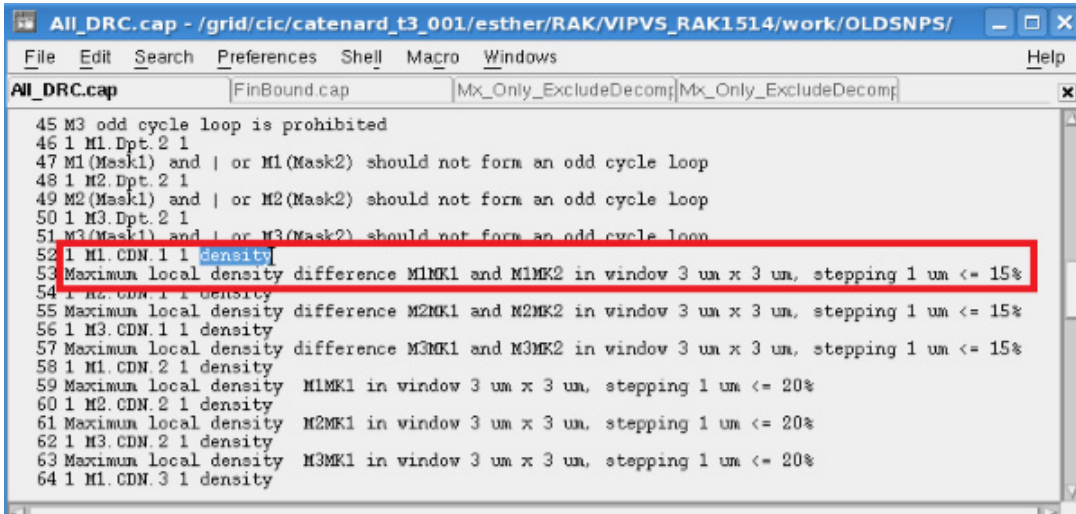 All_DRC.cap - /grid/cic/catenard_t3_001/esther/RAK/VIPVS_RAK1514/work/OLDSNPS/
File Edit Search Preferences Shell Macro Windows Help
All_DRC.cap FinBound.cap Mx_Only_ExcludeDecomp Mx_Only_ExcludeDecomp
45 M3 odd cycle loop is prohibited
46 1 M1.Dpt.2 1
47 M1(Mask1) and | or M1(Mask2) should not form an odd cycle loop
48 1 M2.Dpt.2 1
49 M2(Mask1) and | or M2(Mask2) should not form an odd cycle loop
50 1 M3.Dpt.2 1
51 M3(Mask1) and | or M3(Mask2) should not form an odd cycle loop
52 1 M1.CDN.1 1 density
53 Maximum local density difference M1MK1 and M1MK2 in window 3 um x 3 um, stepping 1 um <= 15%
54 1 M2.CDN.1 1 density
55 Maximum local density difference M2MK1 and M2MK2 in window 3 um x 3 um, stepping 1 um <= 15%
56 1 M3.CDN.1 1 density
57 Maximum local density difference M3MK1 and M3MK2 in window 3 um x 3 um, stepping 1 um <= 15%
58 1 M1.CDN.2 1 density
59 Maximum local density M1MK1 in window 3 um x 3 um, stepping 1 um <= 20%
60 1 M2.CDN.2 1 density
61 Maximum local density M2MK1 in window 3 um x 3 um, stepping 1 um <= 20%
62 1 M3.CDN.2 1 density
63 Maximum local density M3MK1 in window 3 um x 3 um, stepping 1 um <= 20%
64 1 M1.CDN.3 1 density